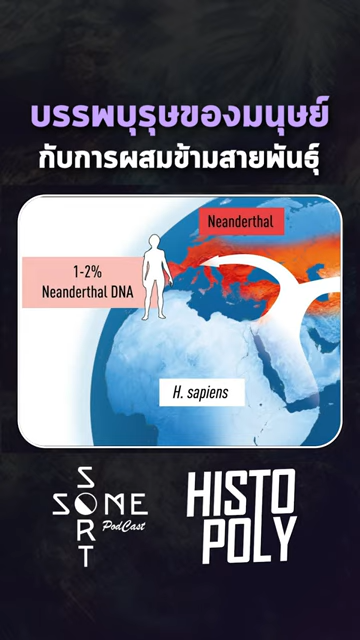 บรรพบุรุษของมนุษย์
กับการผสมข้ามสายพันธุ์
Neanderthal
1-2%
Neanderthal DNA
H. sapiens
SOME
SORT
PodCast
HISTO
POLY